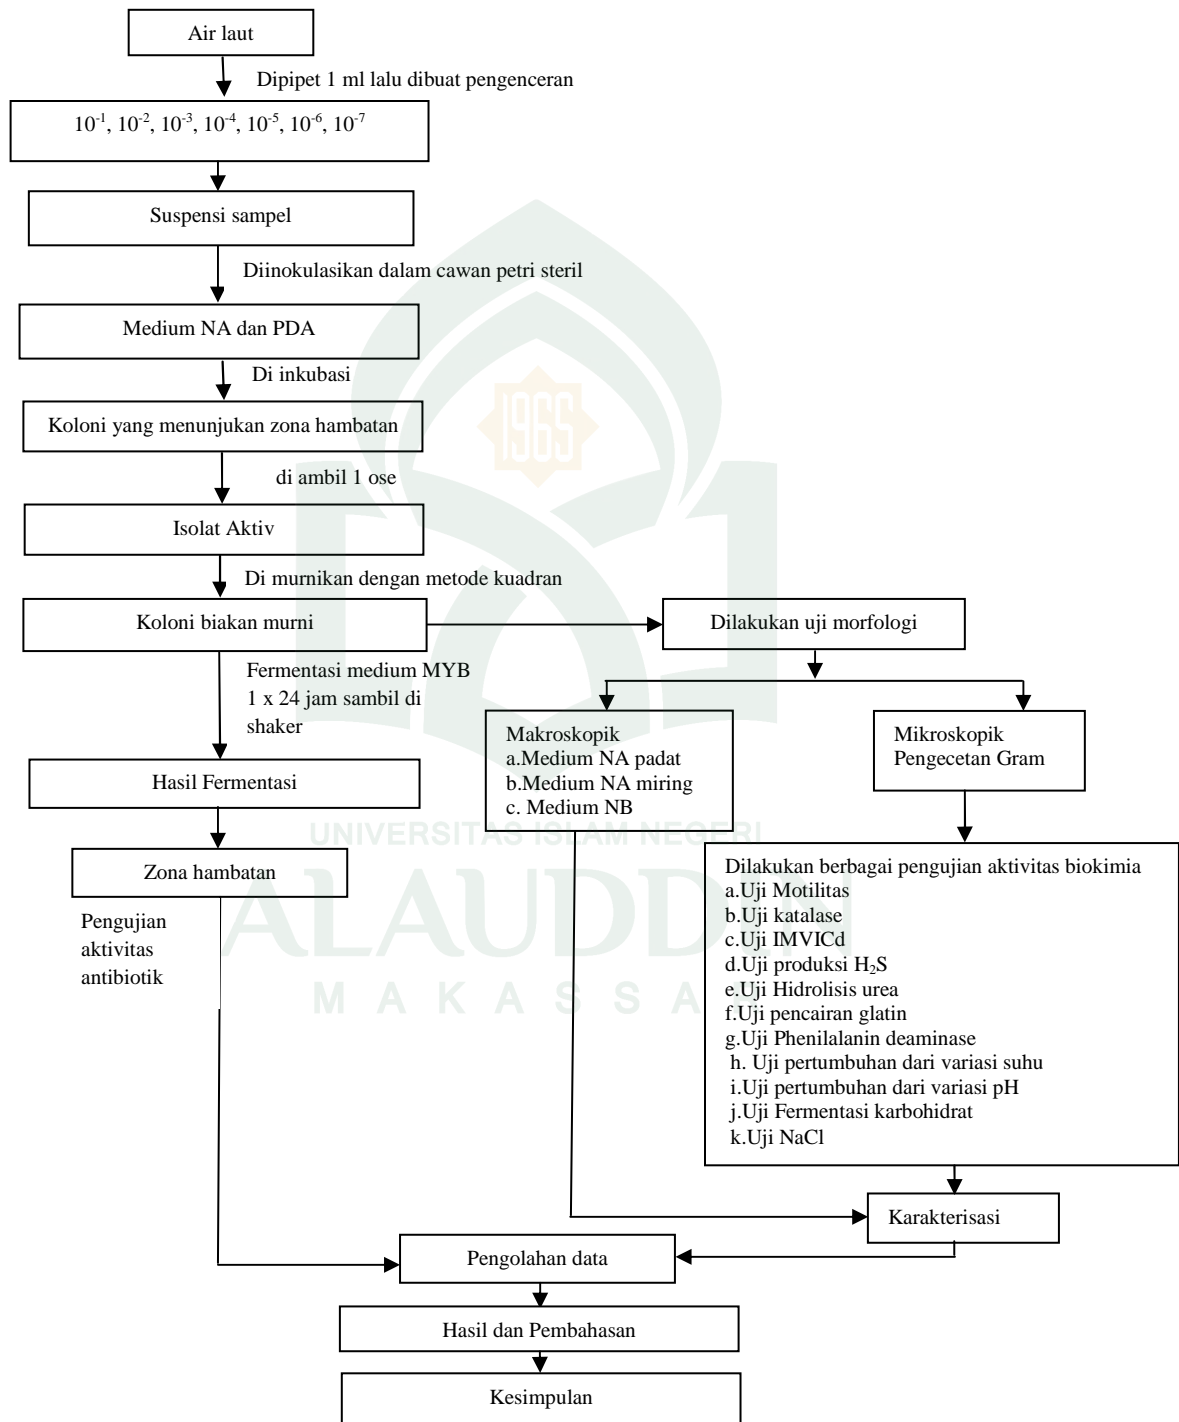 Air laut
Dipipet 1 ml lalu dibuat pengenceran
10⁻¹, 10⁻², 10⁻³, 10⁻⁴, 10⁻⁵, 10⁻⁶, 10⁻⁷
Suspensi sampel
Diinokulasikan dalam cawan petri steril
Medium NA dan PDA
Di inkubasi
Koloni yang menunjukan zona hambatan
di ambil 1 ose
Isolat Aktiv
Di murnikan dengan metode kuadran
Koloni biakan murni
Dilakukan uji morfologi
Fermentasi medium MYB
1 x 24 jam sambil di
shaker
Makroskopik
a.Medium NA padat
b.Medium NA miring
c. Medium NB
Mikroskopik
Pengecetan Gram
Hasil Fermentasi
Zona hambatan
Pengujian
aktivitas
antibiotik
Dilakukan berbagai pengujian aktivitas biokimia
a.Uji Motilitas
b.Uji katalase
c.Uji IMVICd
d.Uji produksi H₂S
e.Uji Hidrolisis urea
f.Uji pencairan glatin
g.Uji Phenilalanin deaminase
h. Uji pertumbuhan dari variasi suhu
i.Uji pertumbuhan dari variasi pH
j.Uji Fermentasi karbohidrat
k.Uji NaCl
Karakterisasi
Pengolahan data
Hasil dan Pembahasan
Kesimpulan
1965
UNIVERSITAS ISLAM NEGERI
ALAUDDIN
MAKASSAR